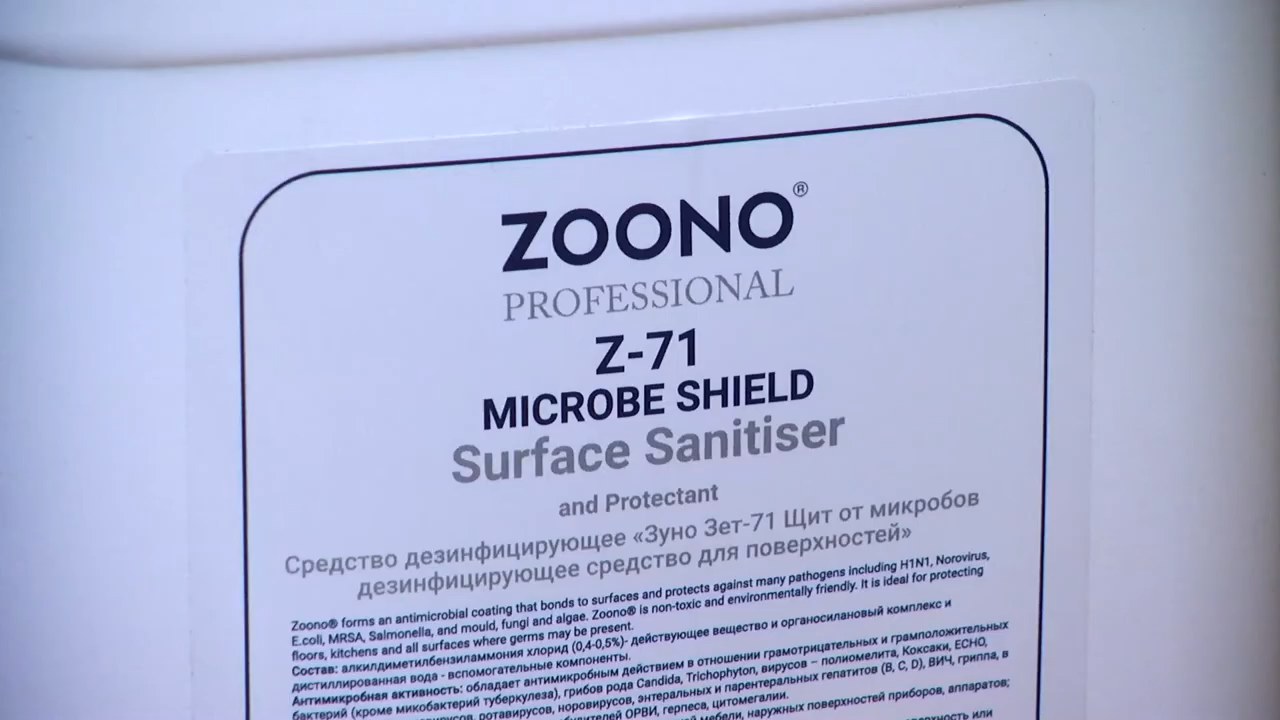 ZOONO®
PROFESSIONAL
Z-71
MICROBE SHIELD
Surface Sanitiser
and Protectant
Средство дезинфицирующее «Зуно Зет-71 Щит от микробов
дезинфицирующее средство для поверхностей»
Zoono® forms an antimicrobial coating that bonds to surfaces and protects against many pathogens including H1N1, Norovirus,
E.coli, MRSA, Salmonella, and mould, fungi and algae. Zoono® is non-toxic and environmentally friendly. It is ideal for protecting
floors, kitchens and all surfaces where germs may be present.
Состав: алкилдиметилбензиламмония хлорид (0,4-0,5%)- действующее вещество и органосилановый комплекс и
дистиллированная вода - вспомогательные компоненты.
Антимикробная активность: обладает антимикробным действием в отношении грамотрицательных и грамположительных
бактерий (кроме микобактерий туберкулеза), грибов рода Candida, Trichophyton, вирусов – полиомелита, Коксаки, ECHO,
ротавирусов, норовирусов, энтеральных и парентеральных гепатитов (B, C, D), ВИЧ, гриппа, в
ОРВИ, герпеса, цитомегалии.
мебели, наружных поверхностей приборов, аппаратов;
или